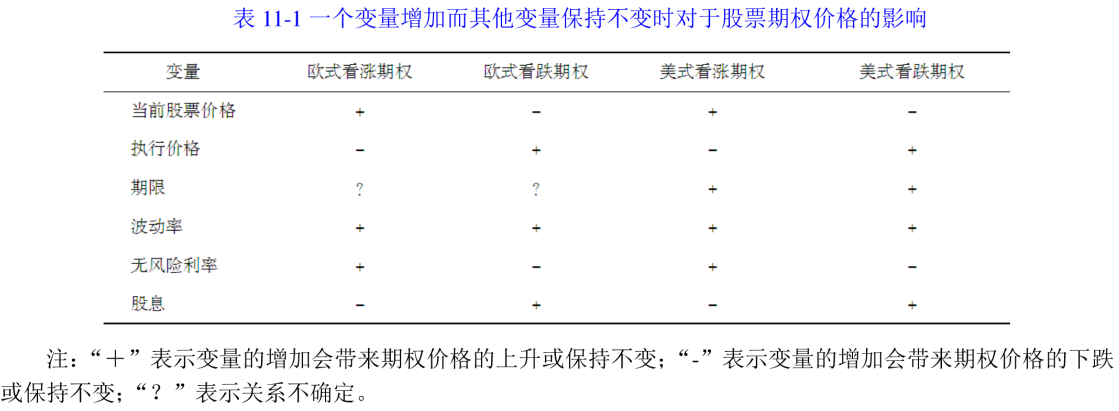 表 11-1 一个变量增加而其他变量保持不变时对于股票期权价格的影响
变量 欧式看涨期权 欧式看跌期权 美式看涨期权 美式看跌期权
当前股票价格 + - + -
执行价格 - + - +
期限 ? ? + +
波动率 + + + +
无风险利率 + - + -
股息 - + - +
注：“＋”表示变量的增加会带来期权价格的上升或保持不变；“-”表示变量的增加会带来期权价格的下跌
或保持不变；“？”表示关系不确定。